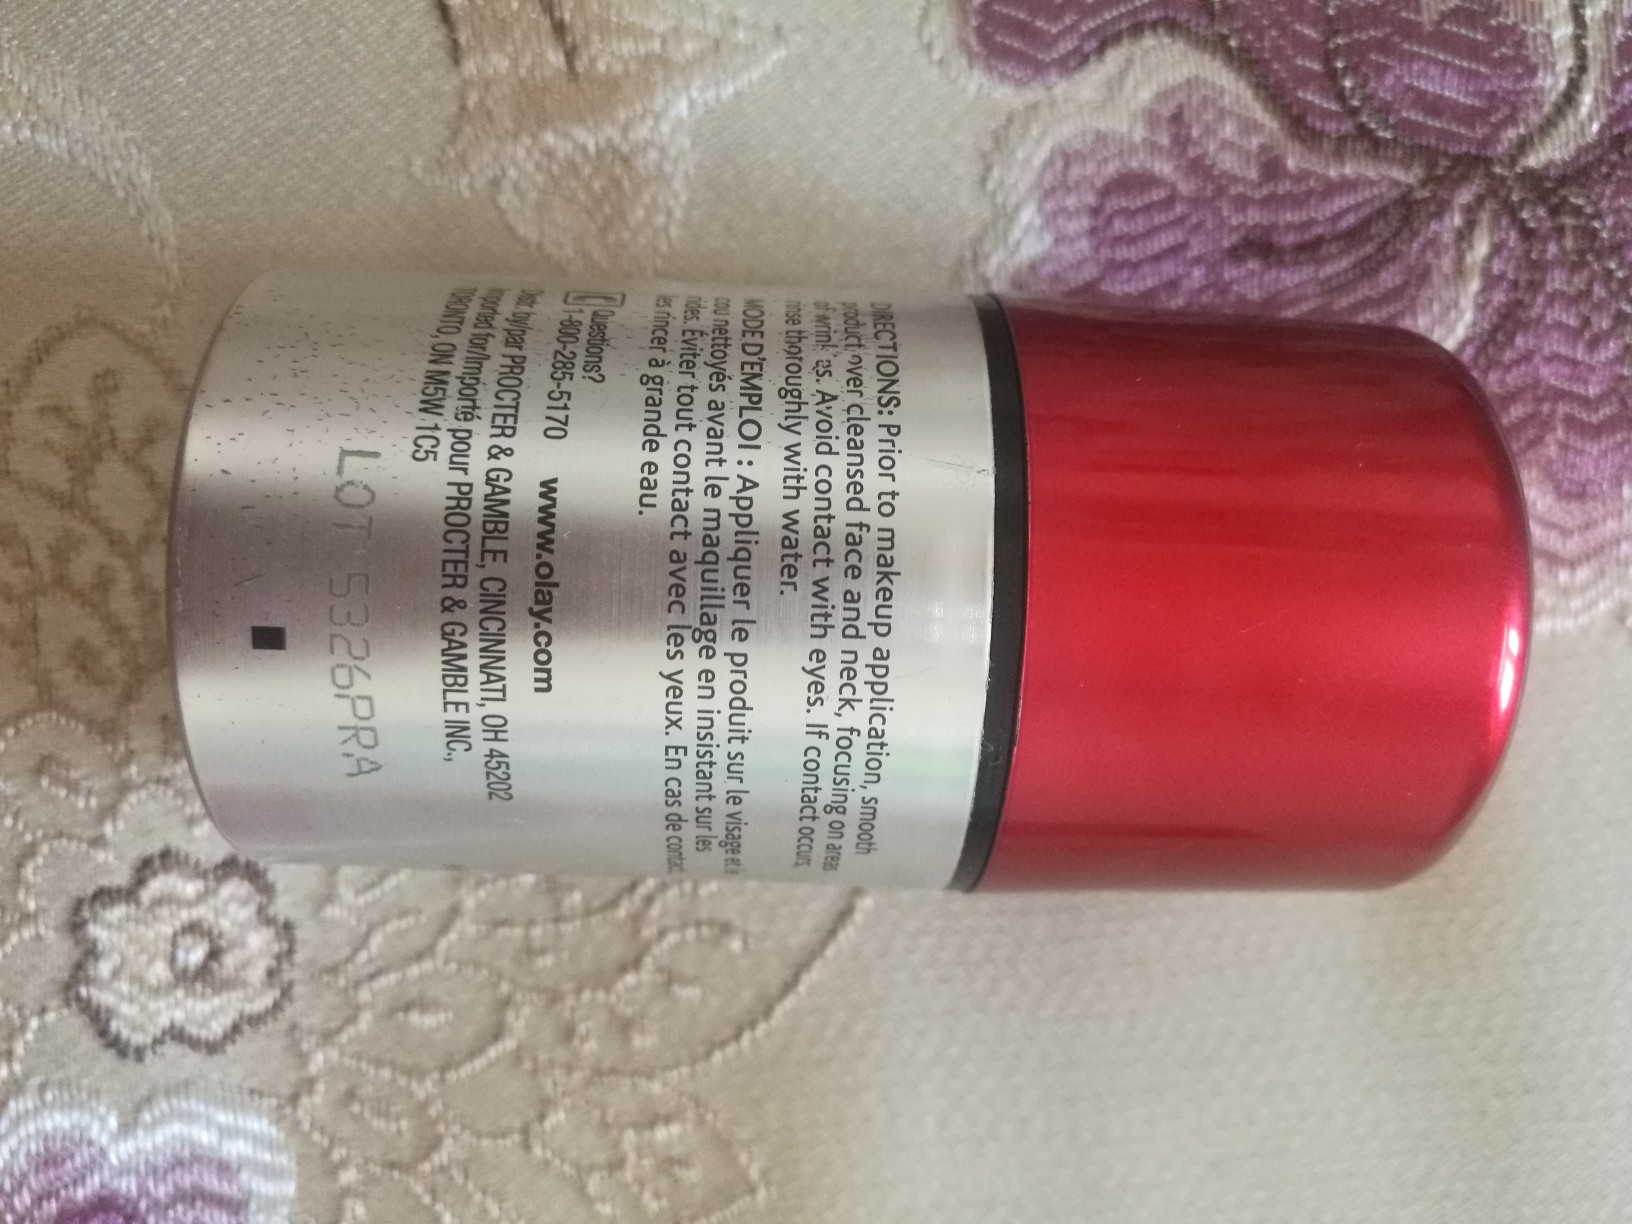 DIRECTIONS: Prior to makeup application, smooth
product over cleansed face and neck, focusing on areas
of wrinkles. Avoid contact with eyes. If contact occurs,
rinse thoroughly with water.
MODE D'EMPLOI : Appliquer le produit sur le visage et le
cou nettoyés avant le maquillage en insistant sur les
rides. Éviter tout contact avec les yeux. En cas de contact,
les rincer à grande eau.
Questions?
1-800-285-5170 www.olay.com
Distr. by/par PROCTER & GAMBLE, CINCINNATI, OH 45202
Imported for/Importé pour PROCTER & GAMBLE INC.,
TORONTO, ON M5W 1C5
LOT 5326PRA